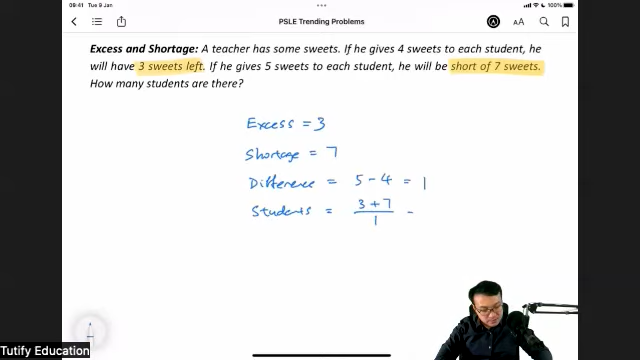 09:41 Tue 9 Jan
PSLE Trending Problems
100%
AA
Excess and Shortage: A teacher has some sweets. If he gives 4 sweets to each student, he
will have 3 sweets left. If he gives 5 sweets to each student, he will be short of 7 sweets.
How many students are there?
Excess = 3
Shortage = 7
Difference = 5 - 4 = 1
Students = 3 + 7 / 1 =
Tutify Education